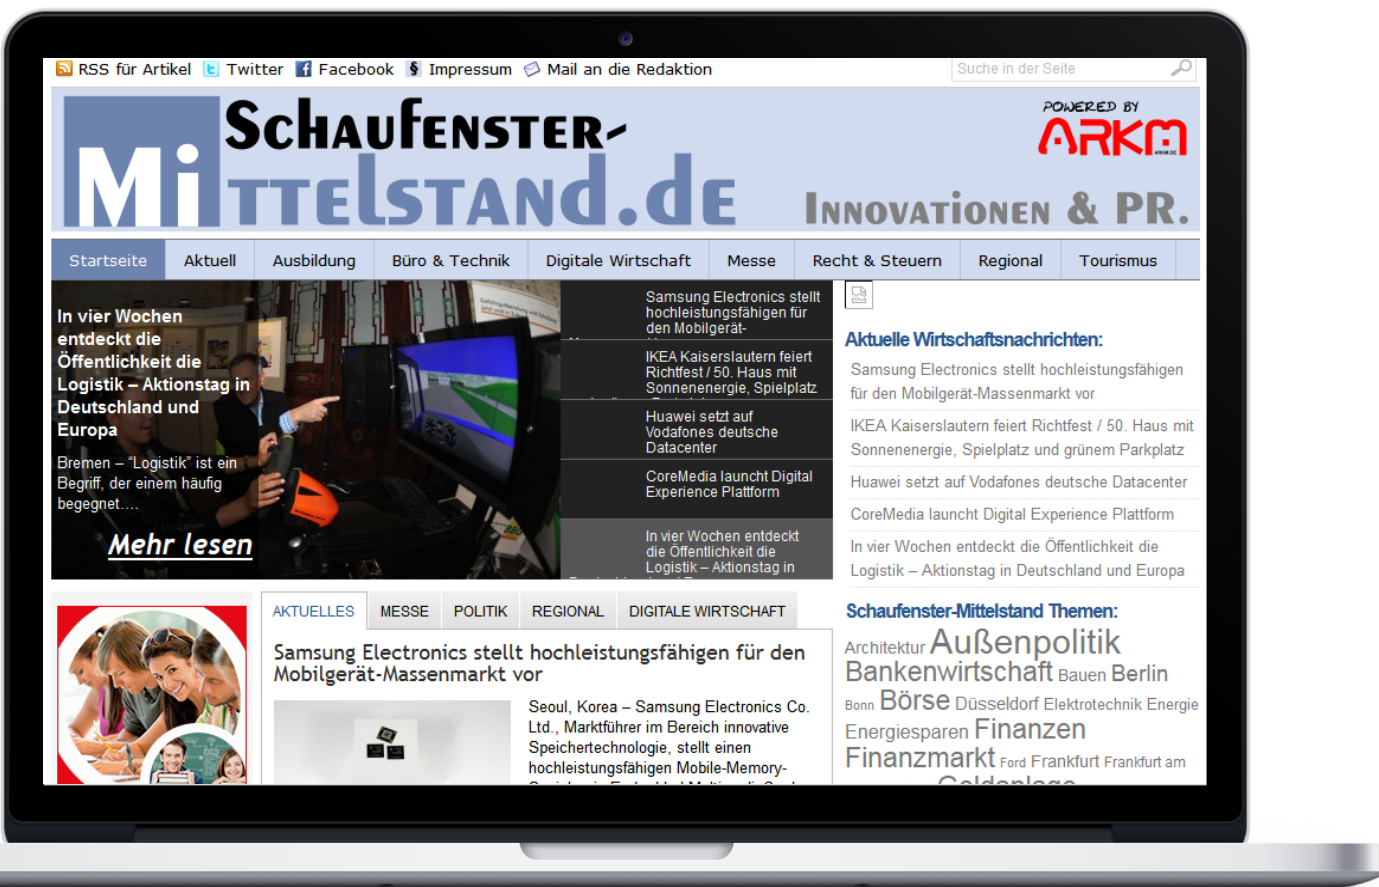 RSS für Artikel Twitter Facebook § Impressum Mail an die Redaktion
Suche in der Seite
Schaufenster-
Mittelstand.de
POWERED BY
ARKM
Innovationen & PR.
Startseite Aktuell Ausbildung Büro & Technik Digitale Wirtschaft Messe Recht & Steuern Regional Tourismus
In vier Wochen
entdeckt die
Öffentlichkeit die
Logistik – Aktionstag in
Deutschland und
Europa
Bremen – “Logistik” ist ein
Begriff, der einem häufig
begegnet....
Mehr lesen
Samsung Electronics stellt
hochleistungsfähigen für
den Mobilgerät-
IKEA Kaiserslautern feiert
Richtfest / 50. Haus mit
Sonnenenergie, Spielplatz
Huawei setzt auf
Vodafones deutsche
Datacenter
CoreMedia launcht Digital
Experience Plattform
In vier Wochen entdeckt
die Öffentlichkeit die
Logistik – Aktionstag in
Aktuelle Wirtschaftsnachrichten:
Samsung Electronics stellt hochleistungsfähigen
für den Mobilgerät-Massenmarkt vor
IKEA Kaiserslautern feiert Richtfest / 50. Haus mit
Sonnenenergie, Spielplatz und grünem Parkplatz
Huawei setzt auf Vodafones deutsche Datacenter
CoreMedia launcht Digital Experience Plattform
In vier Wochen entdeckt die Öffentlichkeit die
Logistik – Aktionstag in Deutschland und Europa
AKTUELLES MESSE POLITIK REGIONAL DIGITALE WIRTSCHAFT
Samsung Electronics stellt hochleistungsfähigen für den
Mobilgerät-Massenmarkt vor
Seoul, Korea – Samsung Electronics Co.
Ltd., Marktführer im Bereich innovative
Speichertechnologie, stellt einen
hochleistungsfähigen Mobile-Memory-
Schaufenster-Mittelstand Themen:
Architektur Außenpolitik
Bankenwirtschaft Bauen Berlin
Bonn Börse Düsseldorf Elektrotechnik Energie
Energiesparen Finanzen
Finanzmarkt Ford Frankfurt Frankfurt am
Geldanlage